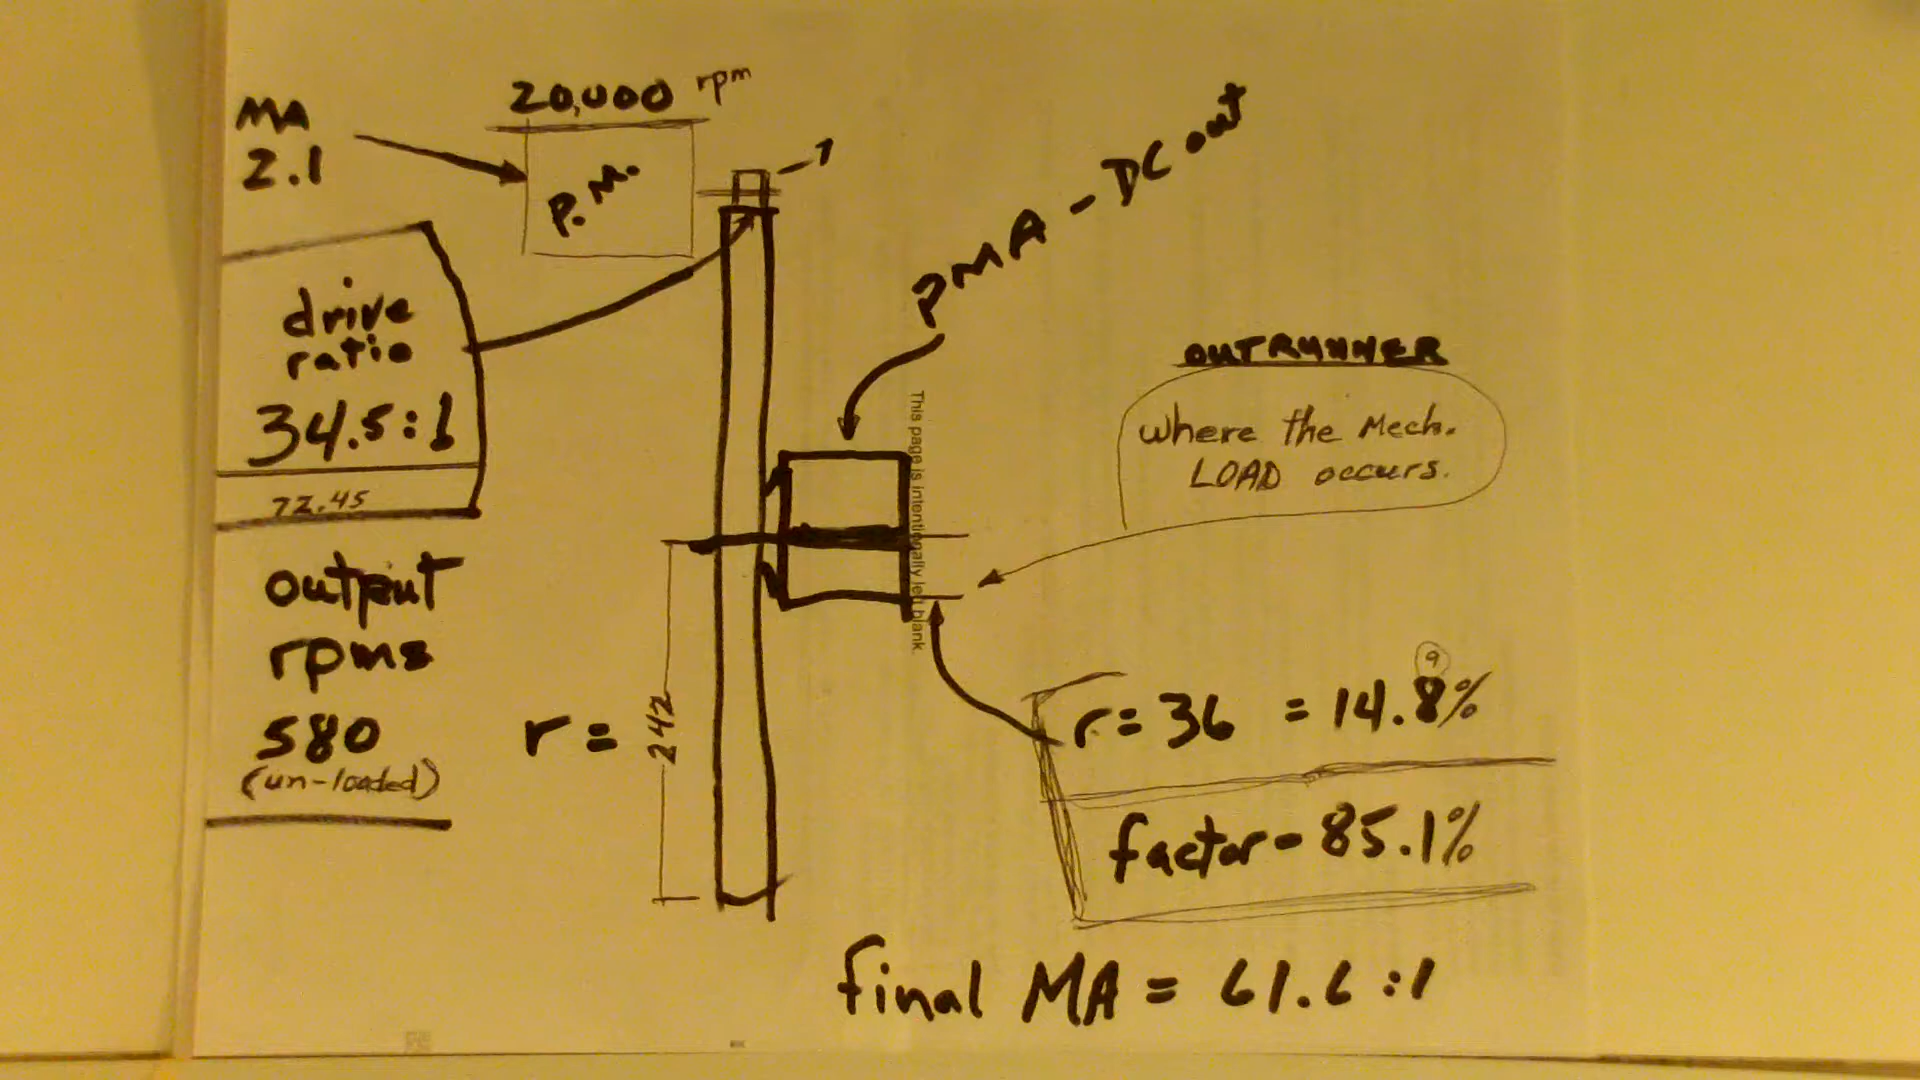 MA
2.1
20,000 rpm
P.M.
1
PMA - DC out
drive
ratio
34.5:1
72.45
OUTRUNNER
where the Mech.
LOAD occurs.
This page is intentionally left blank.
output
rpms
580
(un-loaded)
r = 242
9
r = 36 = 14.8%
factor - 85.1%
final MA = 61.6 :1